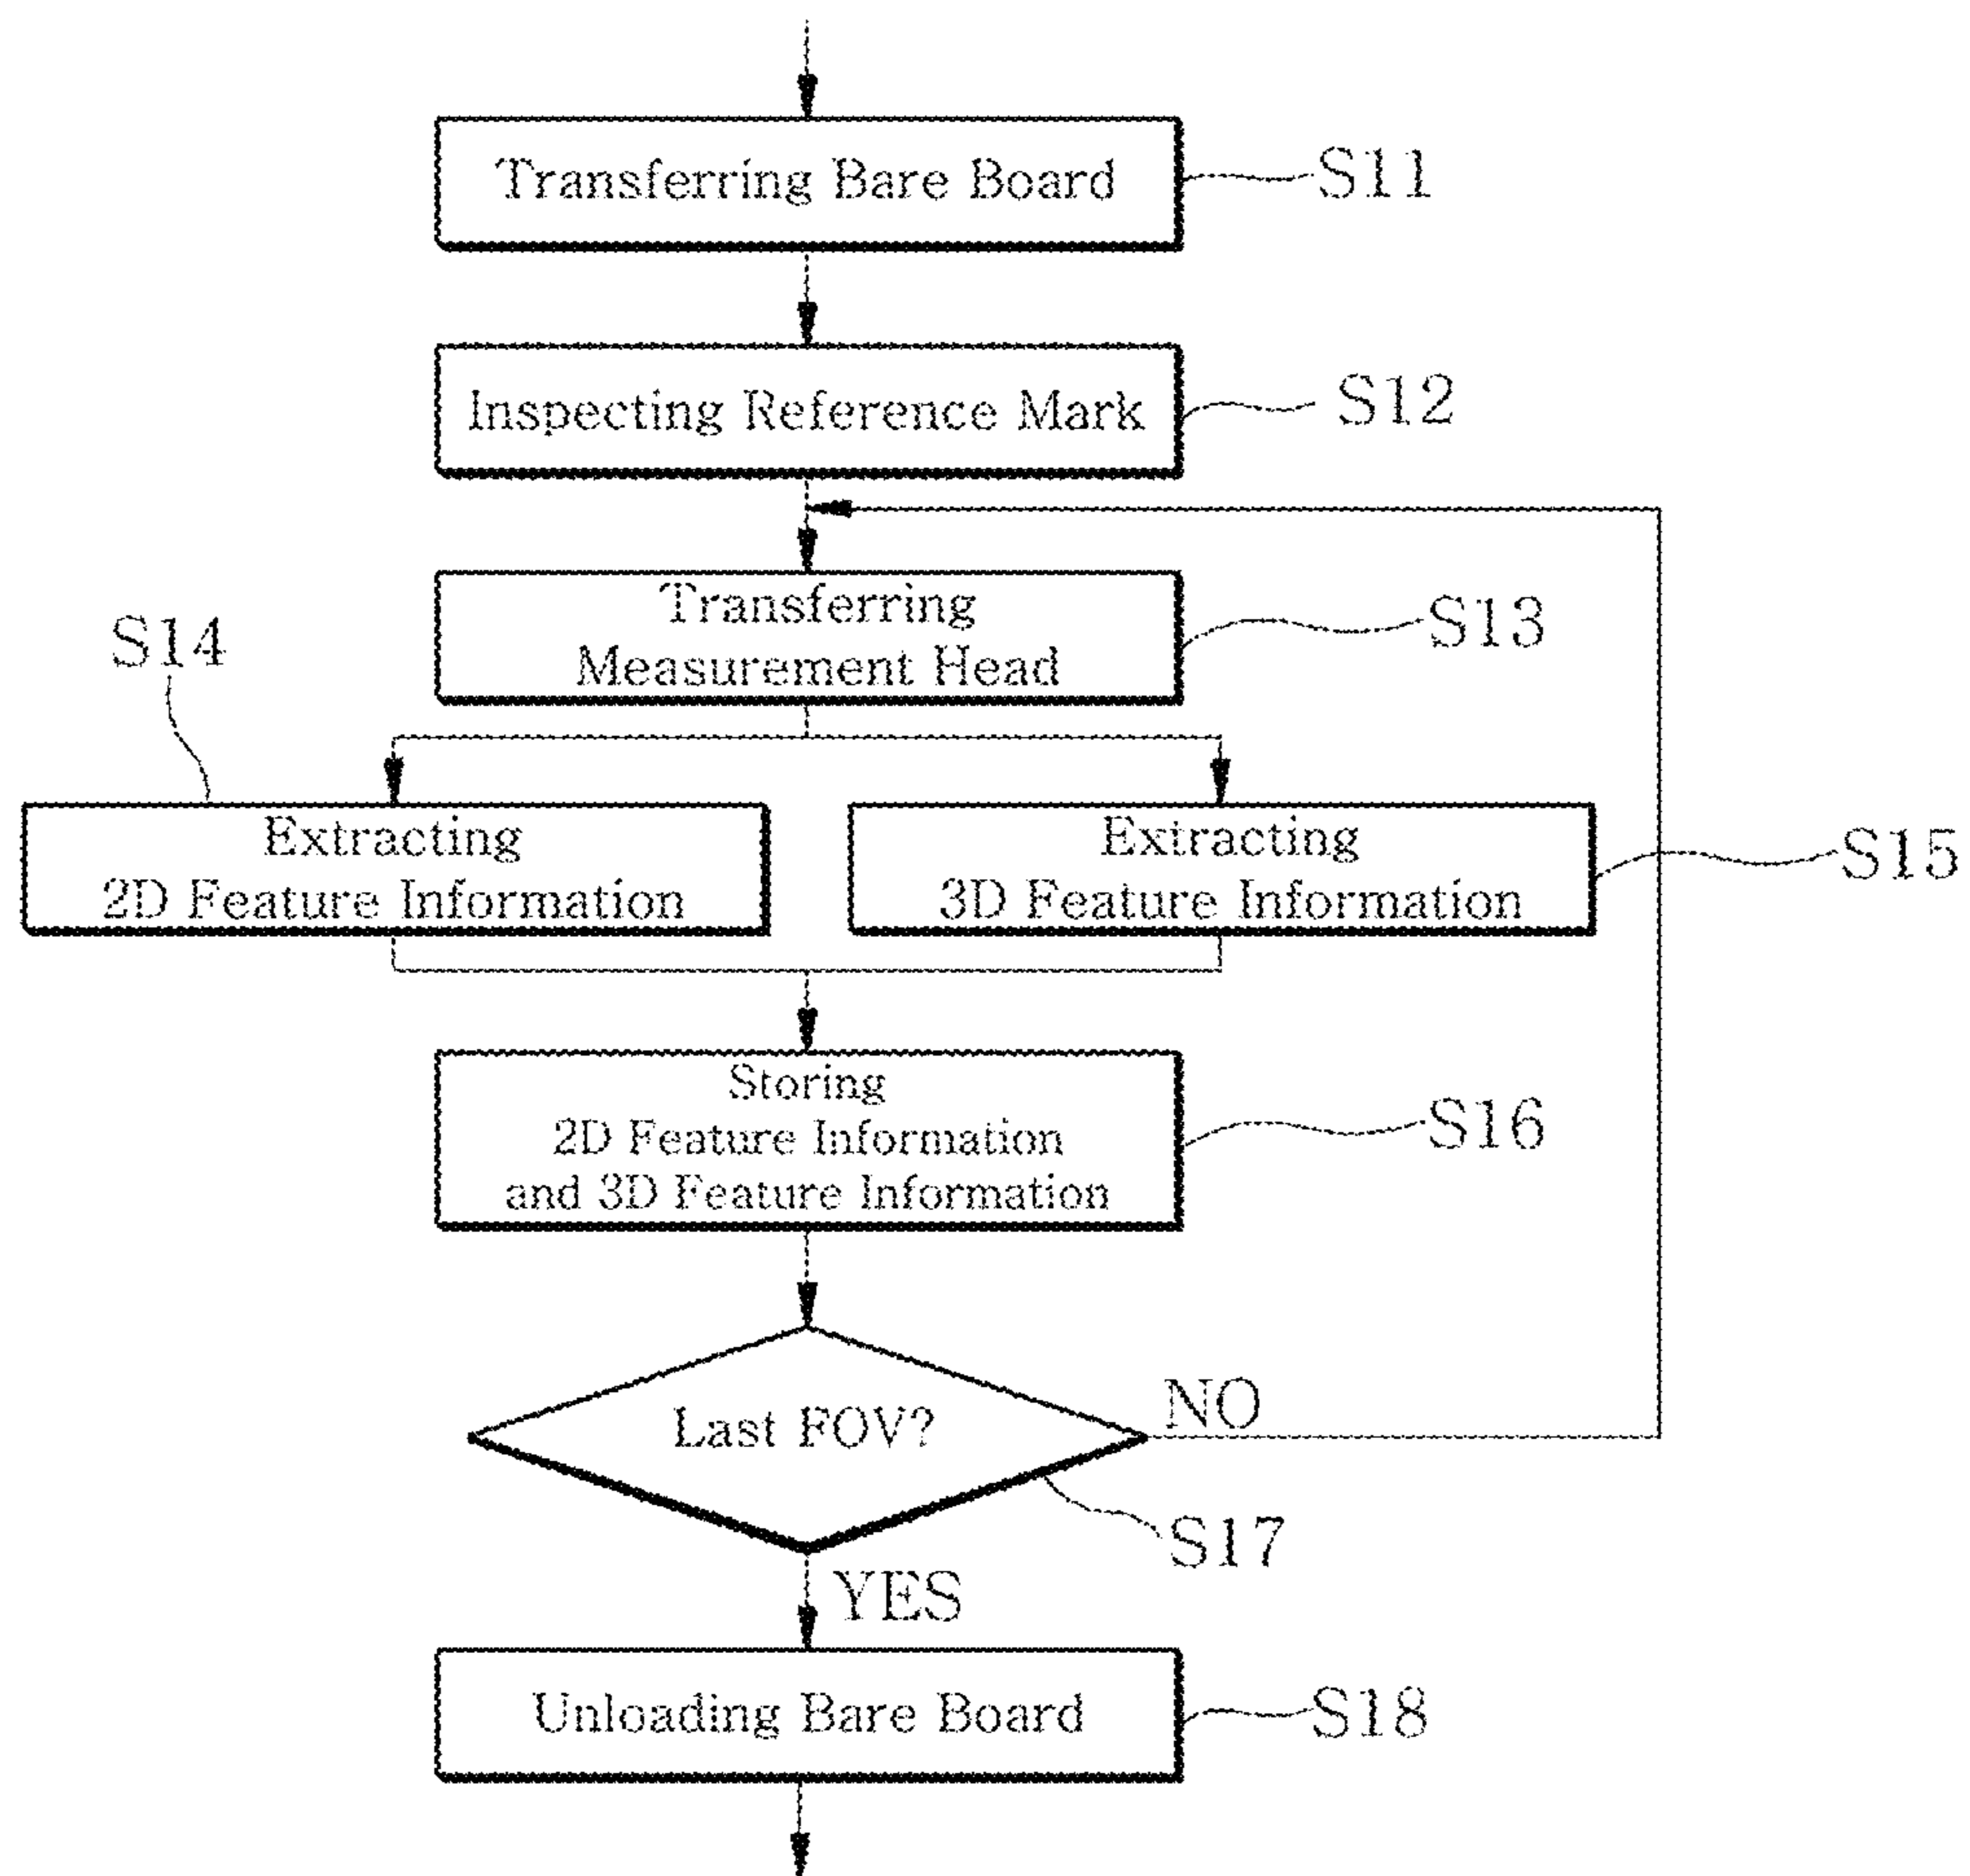 Transferring Bare Board
S11
Inspecting Reference Mark
S12
Transferring
Measurement Head
S13
S14
Extracting
2D Feature Information
Extracting
3D Feature Information
S15
Storing
2D Feature Information
and 3D Feature Information
S16
Last FOV?
NO
S17
YES
Unloading Bare Board
S18